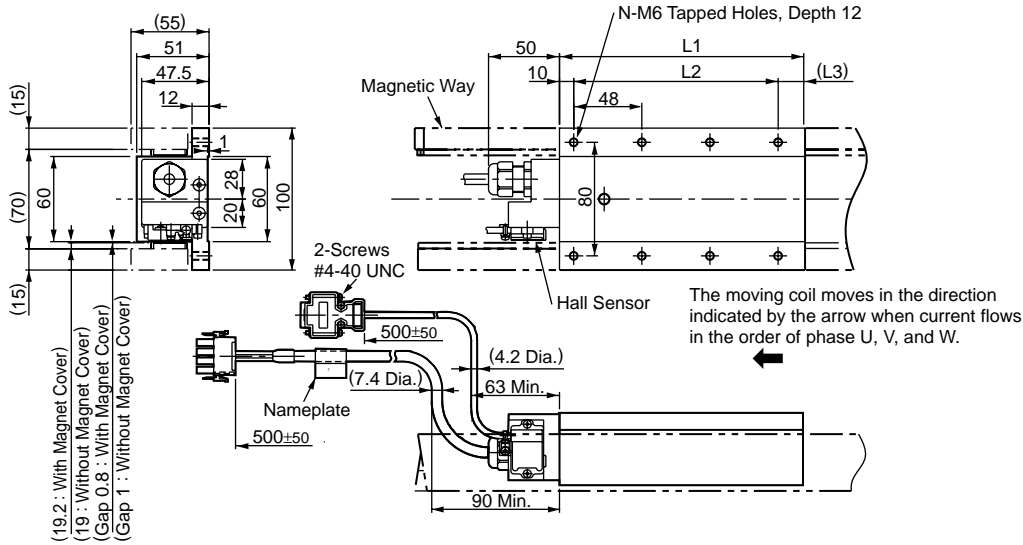 (55)
51
47.5
12
(15)
1
60
(70)
28
20
60
100
(15)
(19.2 : With Magnet Cover)
(19 : Without Magnet Cover)
(Gap 0.8 : With Magnet Cover)
(Gap 1 : Without Magnet Cover)
N-M6 Tapped Holes, Depth 12
50
L1
10
L2
(L3)
Magnetic Way
48
80
2-Screws
#4-40 UNC
Hall Sensor
The moving coil moves in the direction
indicated by the arrow when current flows
in the order of phase U, V, and W.
500±50
(4.2 Dia.)
(7.4 Dia.)
63 Min.
Nameplate
500±50
90 Min.